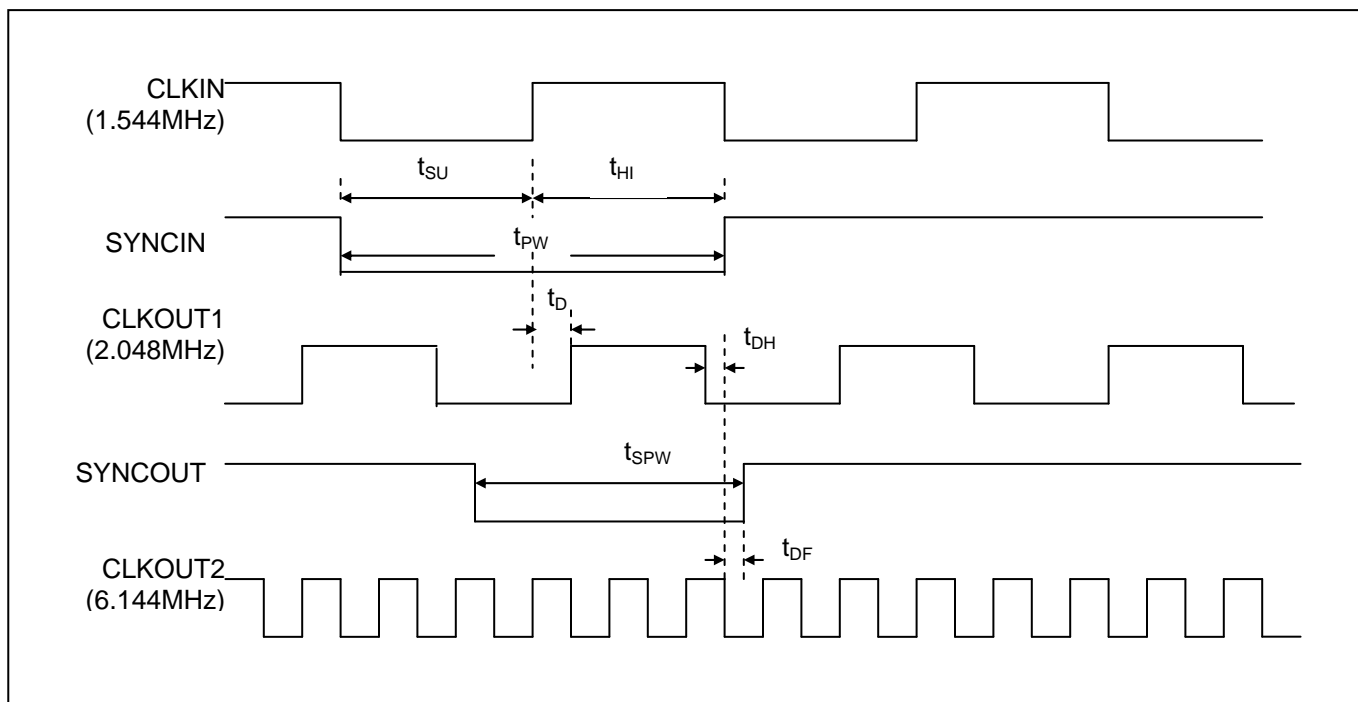 CLKIN
(1.544MHz)
tSU
tHI
SYNCIN
tPW
tD
CLKOUT1
(2.048MHz)
tDH
SYNCOUT
tSPW
tDF
CLKOUT2
(6.144MHz)